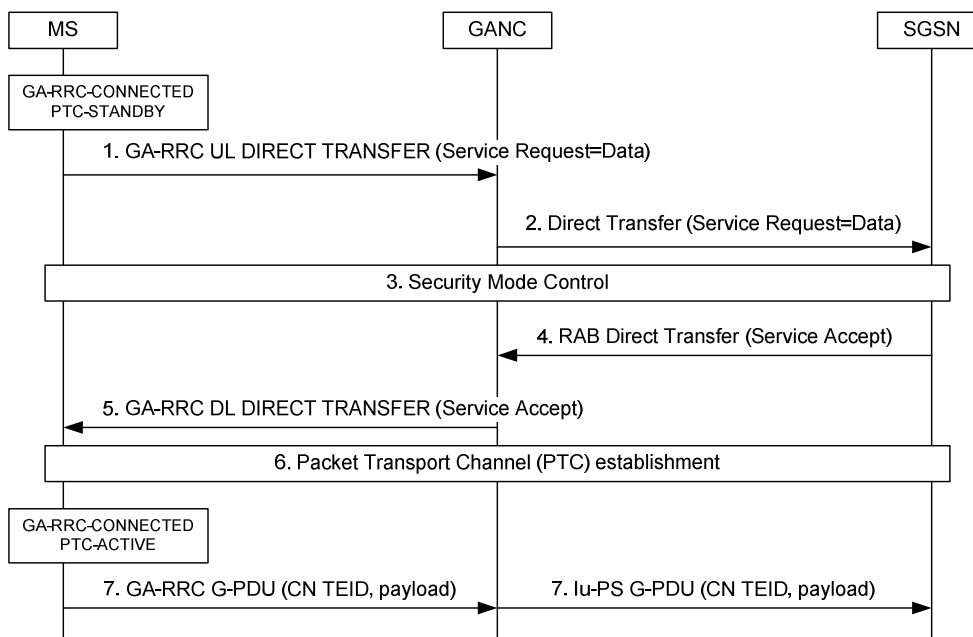 MS
GANC
SGSN
GA-RRC-CONNECTED
PTC-STANDBY
1. GA-RRC UL DIRECT TRANSFER (Service Request=Data)
2. Direct Transfer (Service Request=Data)
3. Security Mode Control
4. RAB Direct Transfer (Service Accept)
5. GA-RRC DL DIRECT TRANSFER (Service Accept)
6. Packet Transport Channel (PTC) establishment
GA-RRC-CONNECTED
PTC-ACTIVE
7. GA-RRC G-PDU (CN TEID, payload)
7. Iu-PS G-PDU (CN TEID, payload)